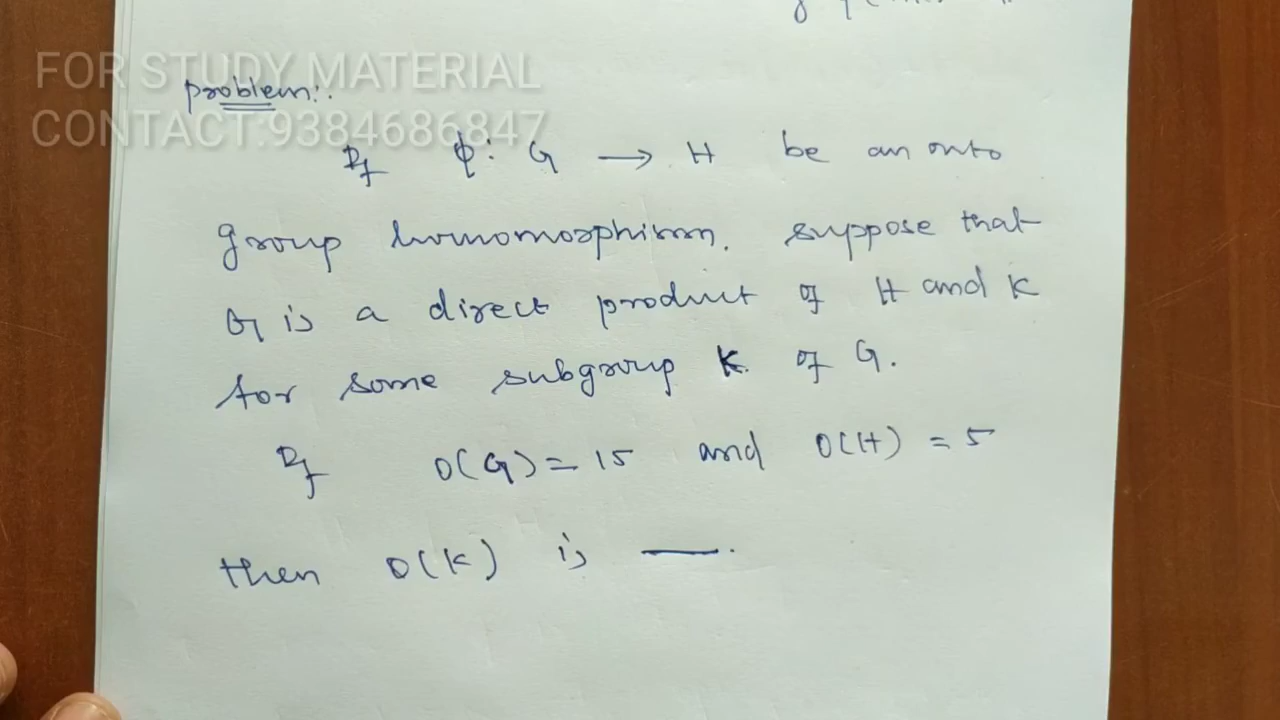 FOR STUDY MATERIAL
problem:.
CONTACT:9384686847
If ϕ: G → H be an onto
group homomorphism. suppose that
G is a direct product of H and K
for some subgroup K of G.
If O(G) = 15 and O(H) = 5
then O(K) is —.